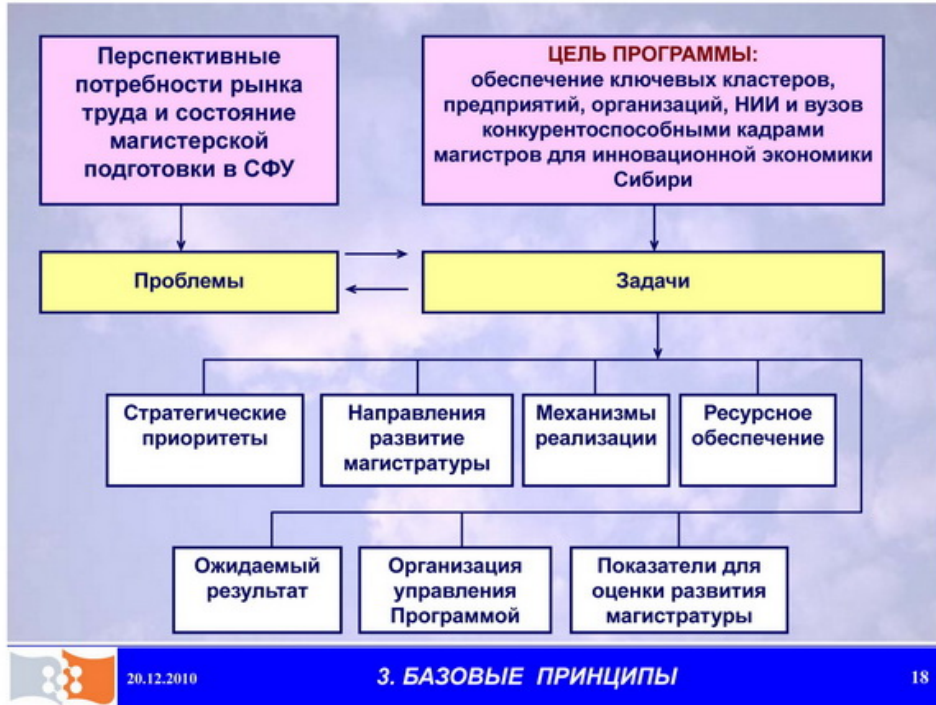 Перспективные
потребности рынка
труда и состояние
магистерской
подготовки в СФУ
ЦЕЛЬ ПРОГРАММЫ:
обеспечение ключевых кластеров,
предприятий, организаций, НИИ и вузов
конкурентоспособными кадрами
магистров для инновационной экономики
Сибири
Проблемы
Задачи
Стратегические
приоритеты
Направления
развитие
магистратуры
Механизмы
реализации
Ресурсное
обеспечение
Ожидаемый
результат
Организация
управления
Программой
Показатели для
оценки развития
магистратуры
20.12.2010
3. БАЗОВЫЕ ПРИНЦИПЫ
18